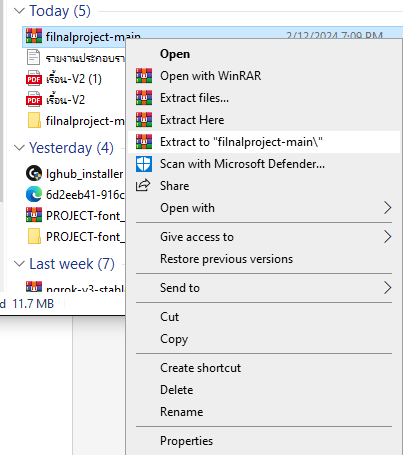 Today (5)
filnalproject-main
2/12/2024 7:09 PM
รายงานประกอบรา
เรื่อน-V2 (1)
เรื่อน-V2
filnalproject-m
Yesterday (4)
lghub_installer
6d2eeb41-916c
PROJECT-font_
PROJECT-font_
Last week (7)
ngrok-v3-stabl
d 11.7 MB
Open
Open with WinRAR
Extract files...
Extract Here
Extract to "filnalproject-main\"
Scan with Microsoft Defender...
Share
Open with
Give access to
Restore previous versions
Send to
Cut
Copy
Create shortcut
Delete
Rename
Properties